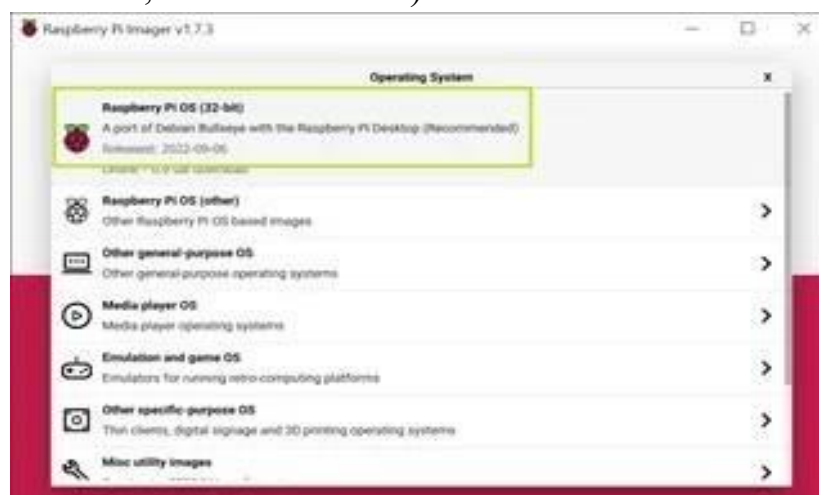 Raspberry Pi Imager v1.7.3
Operating System
x
Raspberry Pi OS (32-bit)
A port of Debian Bullseye with the Raspberry Pi Desktop (Recommended)
Released: 2022-09-06
Raspberry Pi OS (other)
Other Raspberry Pi OS based images
Other general-purpose OS
Other general-purpose operating systems
Media player OS
Media player operating systems
Emulation and game OS
Emulators for running retro-computing platforms
Other specific-purpose OS
Thin clients, digital signage and 3D printing operating systems
Misc utility images